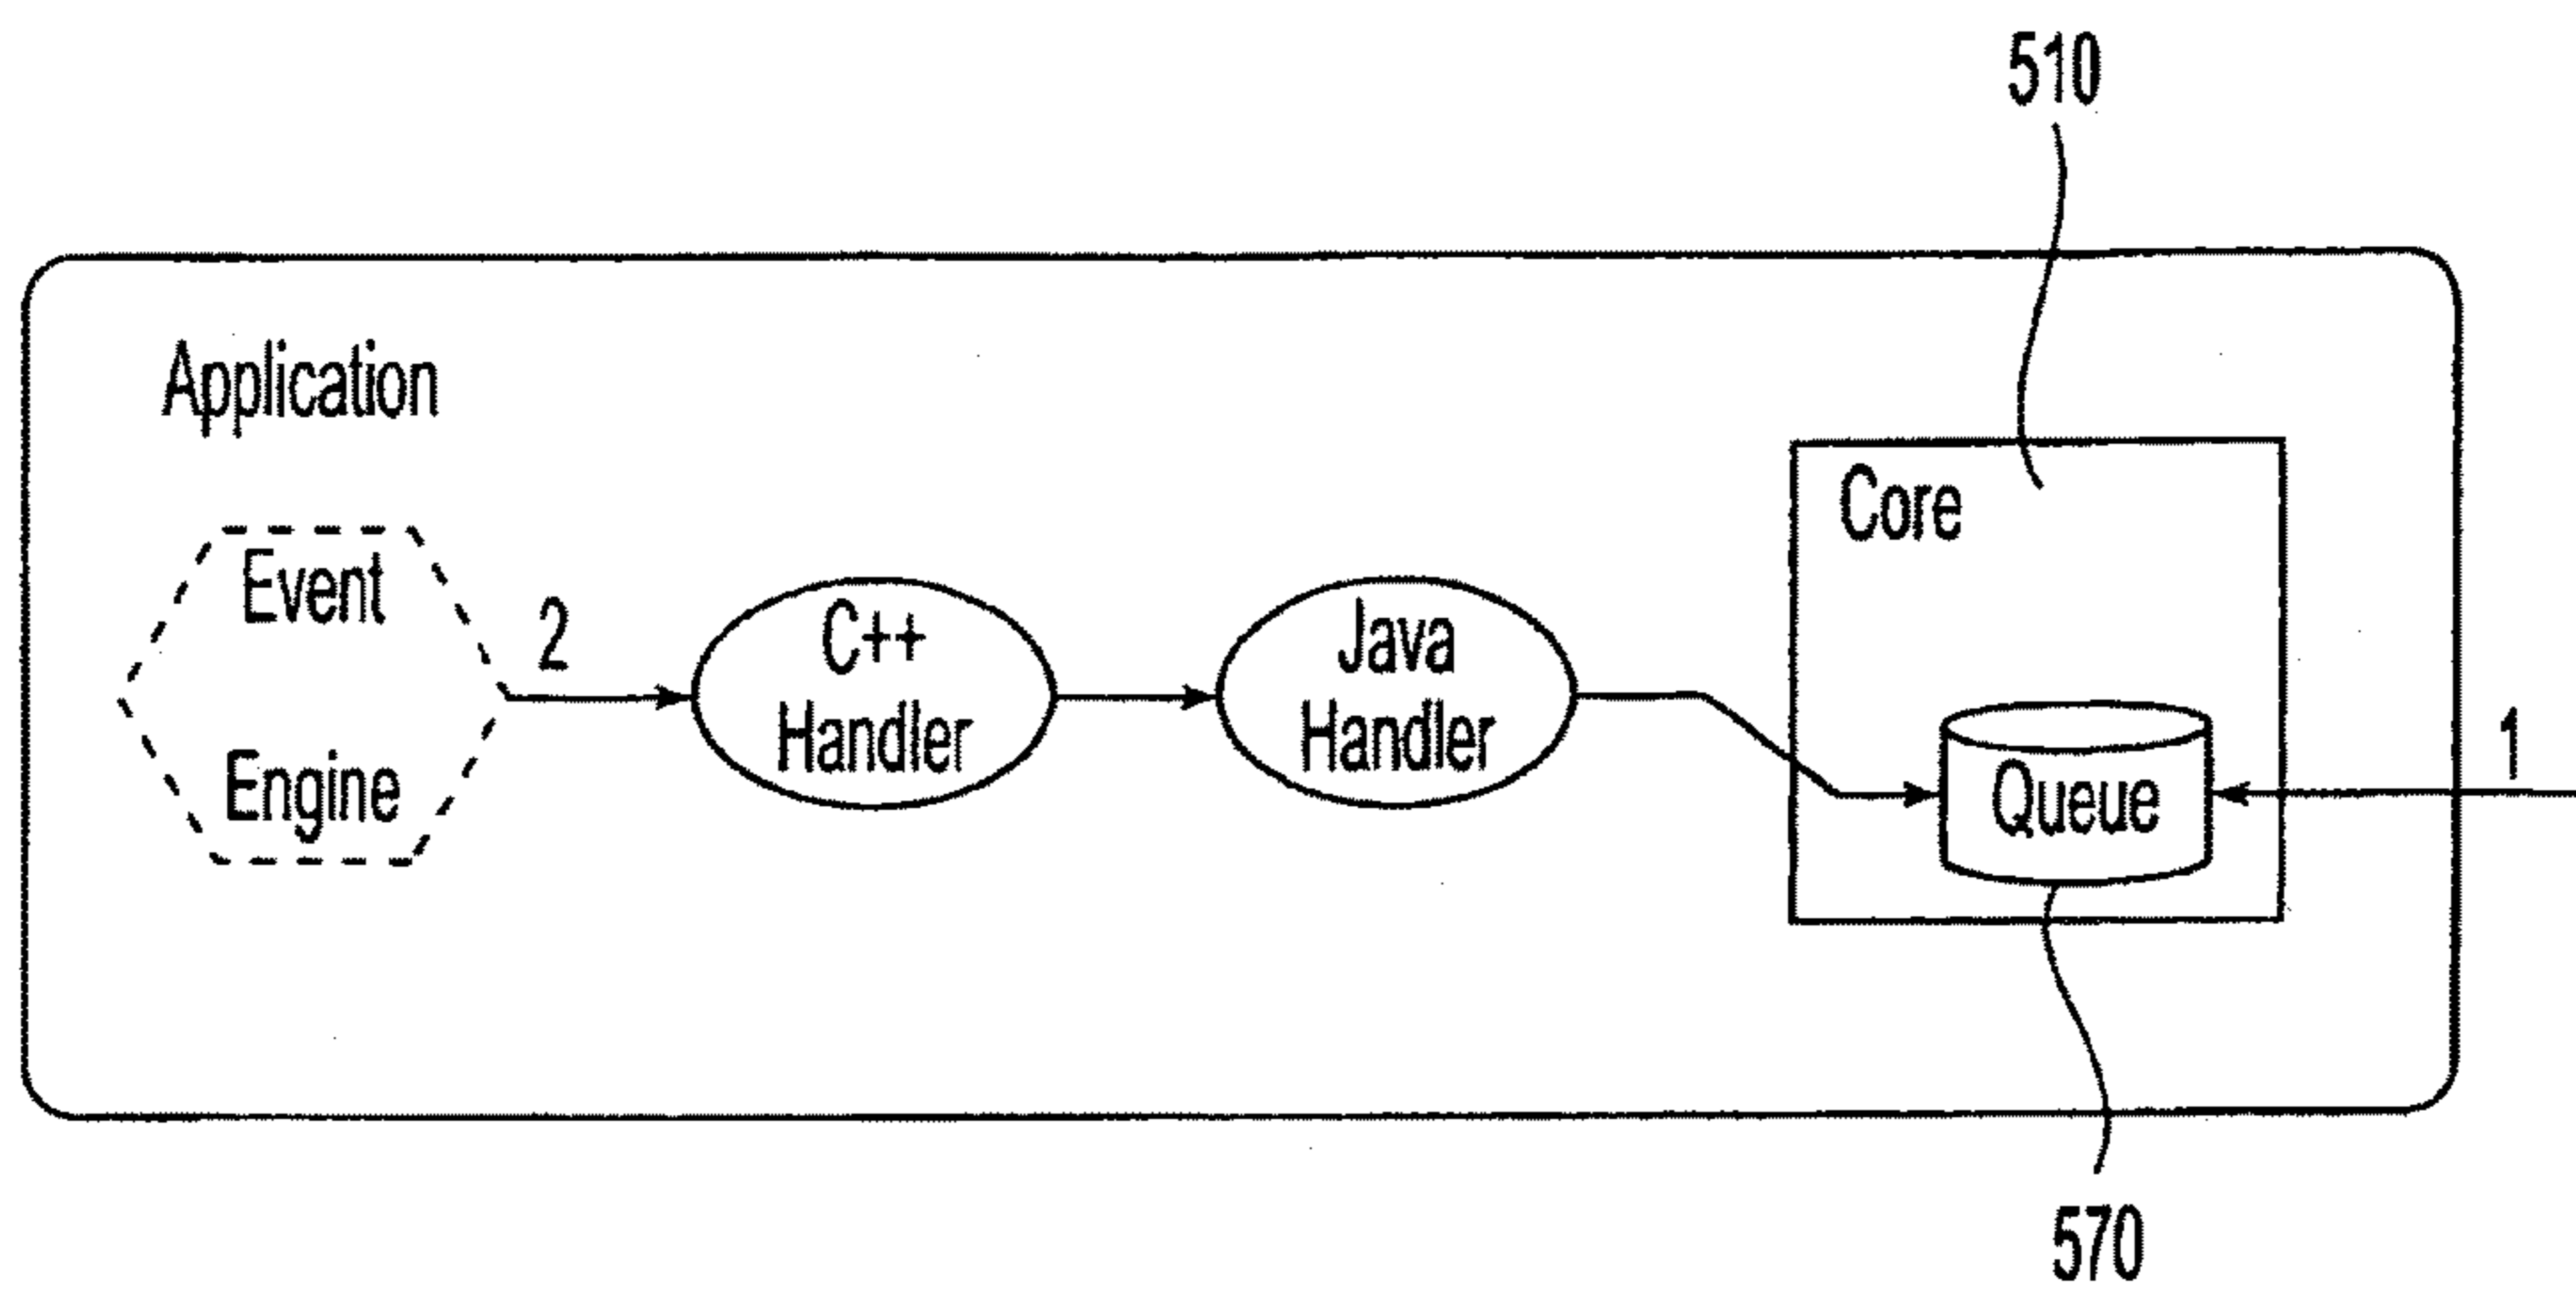 510
Application
Core
Event
Engine
2
C++
Handler
Java
Handler
Queue
1
570